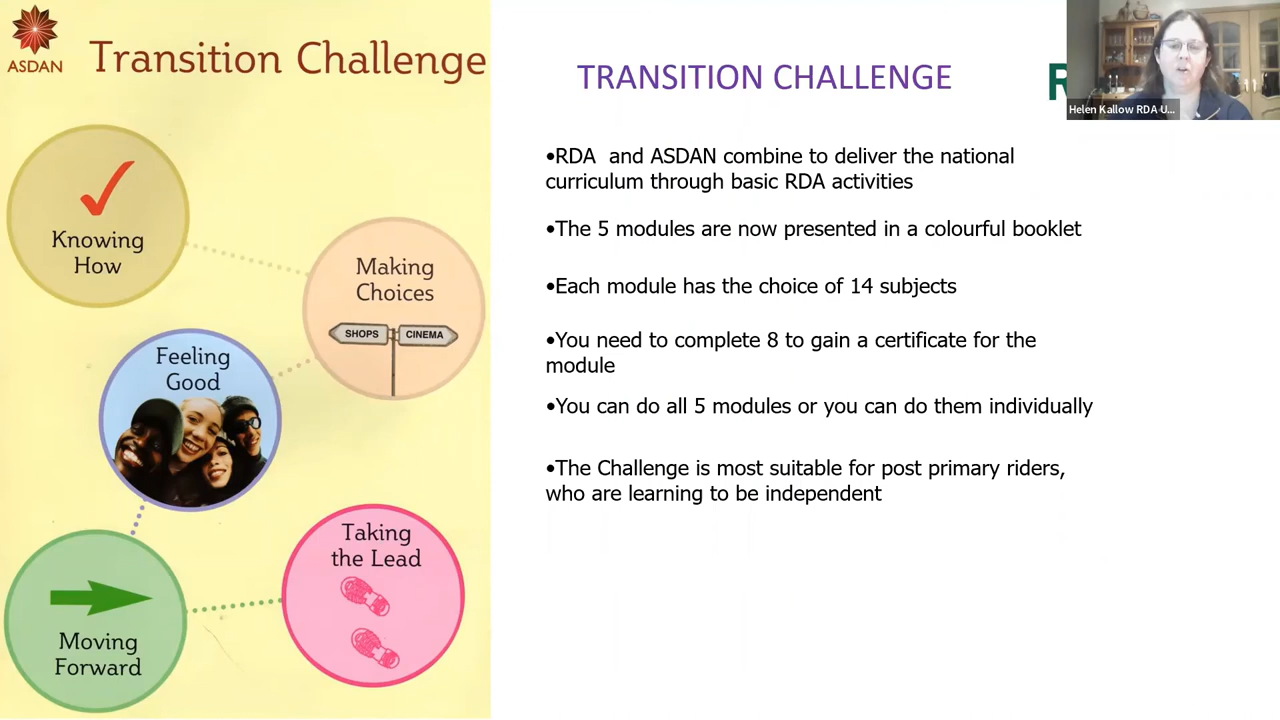 ASDAN
Transition Challenge
Knowing
How
Making
Choices
SHOPS
CINEMA
Feeling
Good
Taking
the Lead
Moving
Forward
TRANSITION CHALLENGE
R
Helen Kallow RDA U...
•RDA and ASDAN combine to deliver the national
curriculum through basic RDA activities
•The 5 modules are now presented in a colourful booklet
•Each module has the choice of 14 subjects
•You need to complete 8 to gain a certificate for the
module
•You can do all 5 modules or you can do them individually
•The Challenge is most suitable for post primary riders,
who are learning to be independent